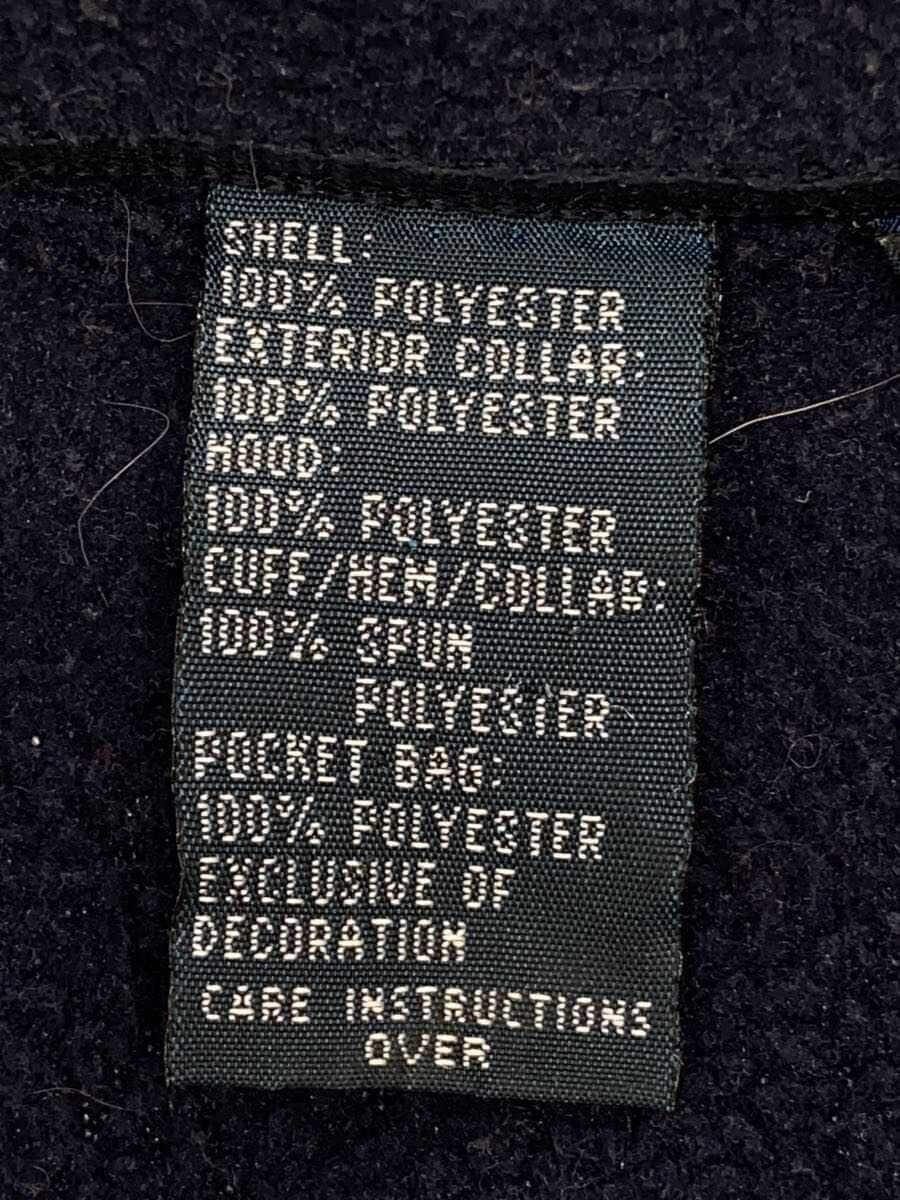 SHELL:
100% POLYESTER
EXTERIOR COLLAR:
100% POLYESTER
HOOD:
100% POLYESTER
CUFF/HEM/COLLAR:
100% SPUN
POLYESTER
POCKET BAG:
100% POLYESTER
EXCLUSIVE OF
DECORATION
CARE INSTRUCTIONS
OVER